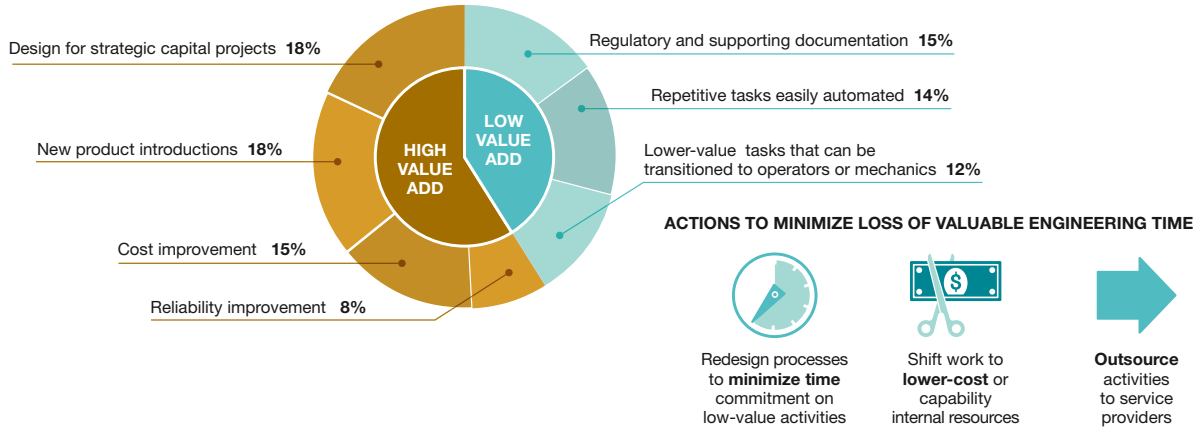 Design for strategic capital projects 18%
New product introductions 18%
Cost improvement 15%
Reliability improvement 8%
HIGH
VALUE
ADD
LOW
VALUE
ADD
Regulatory and supporting documentation 15%
Repetitive tasks easily automated 14%
Lower-value tasks that can be
transitioned to operators or mechanics 12%
ACTIONS TO MINIMIZE LOSS OF VALUABLE ENGINEERING TIME
$
Redesign processes
to minimize time
commitment on
low-value activities
Shift work to
lower-cost or
capability
internal resources
Outsource
activities
to service
providers